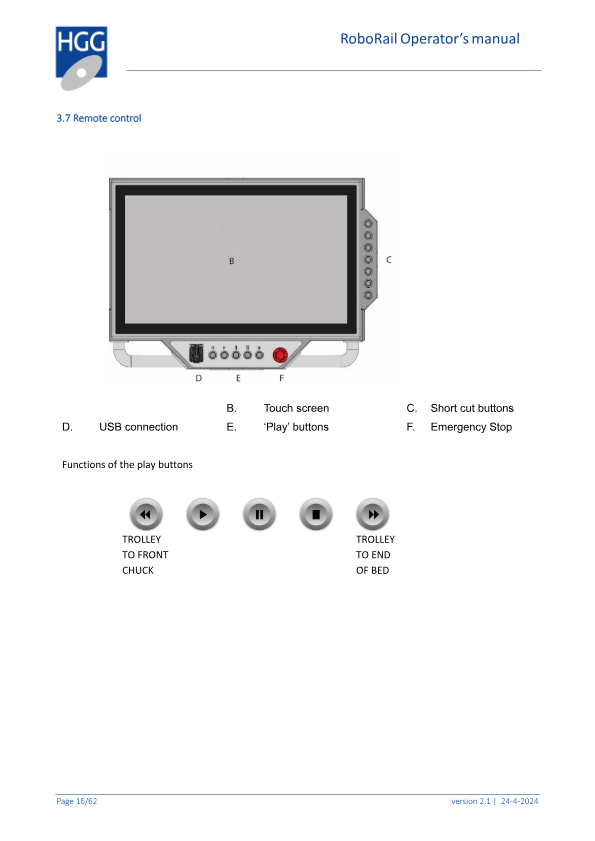 HGG
RoboRail Operator's manual
3.7 Remote control
B
C
D
E
F
B. Touch screen C. Short cut buttons
D. USB connection E. ‘Play’ buttons F. Emergency Stop
Functions of the play buttons
TROLLEY TO FRONT CHUCK
TROLLEY TO END OF BED
Page 16/62
version 2.1 | 24-4-2024